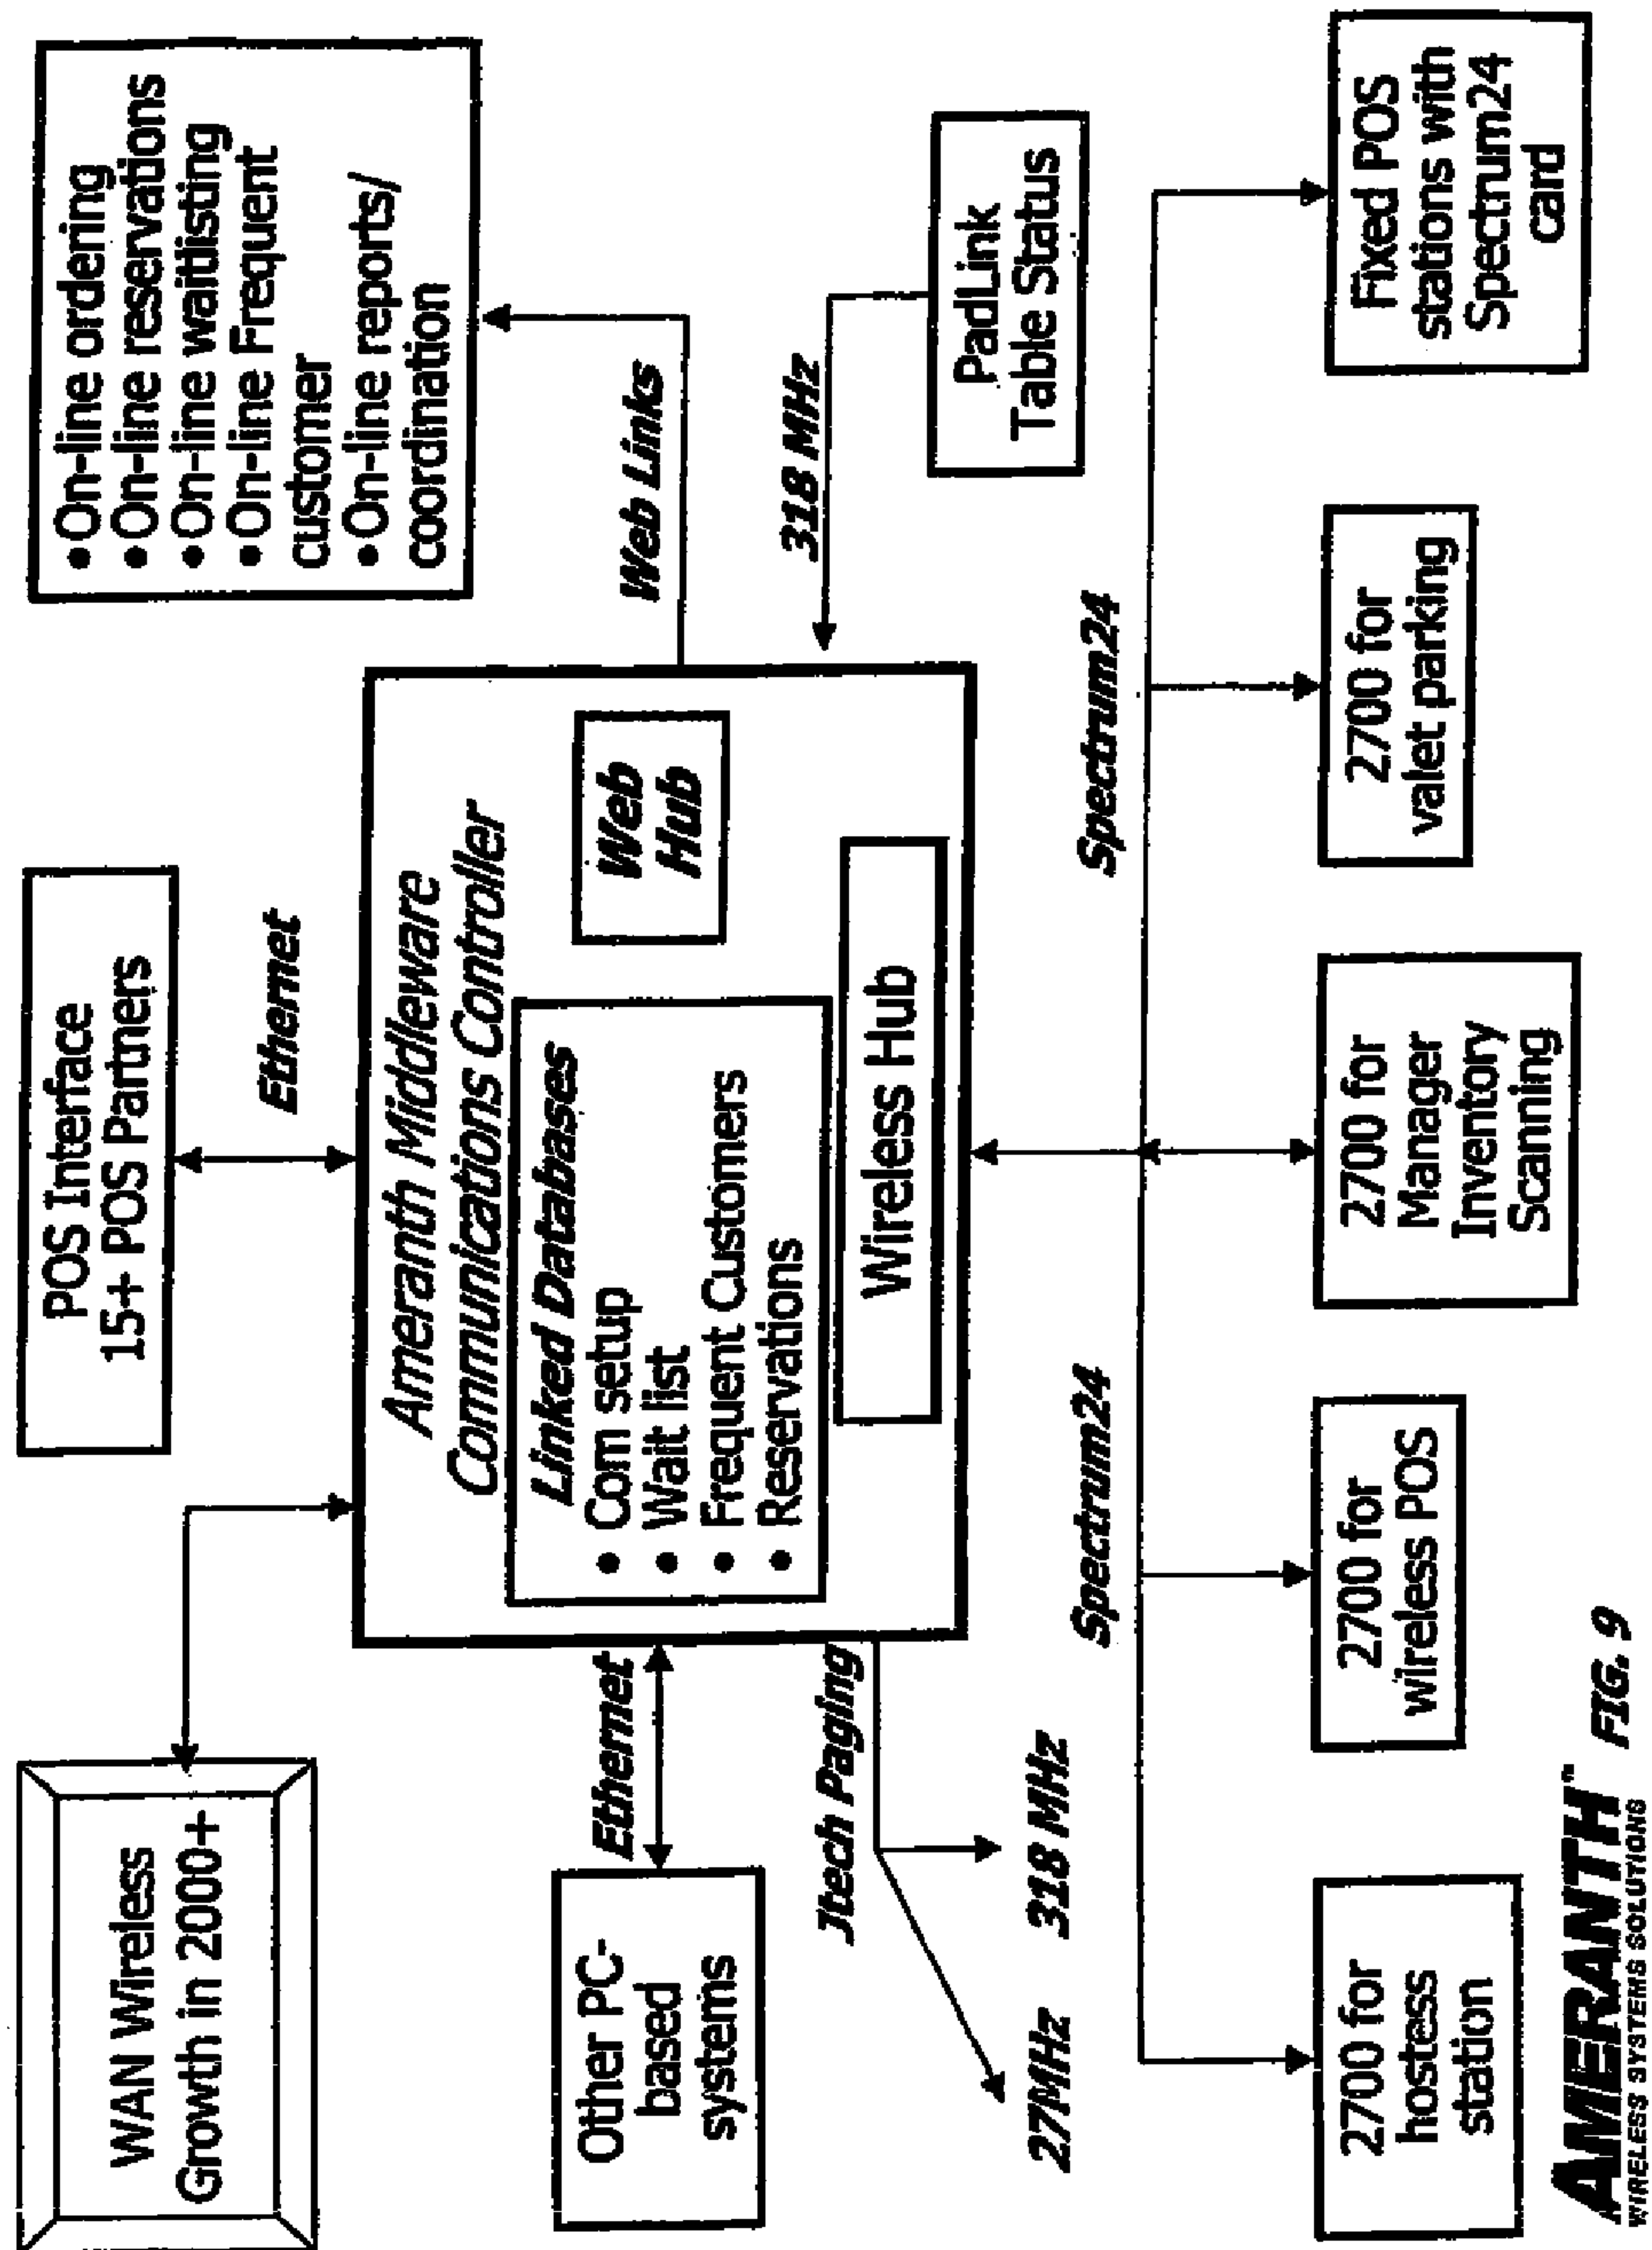 WAN Wireless
Growth in 2000+
POS Interface
15+ POS Partners
•On-line ordering
•On-line reservations
•On-line waitlisting
•On-line Frequent
customer
•On-line reports/
coordination
Ethernet
Web Links
Ameranth Middleware
Communications Controller
Linked Databases
• Com setup
• Wait list
• Frequent Customers
• Reservations
Web
Hub
Wireless Hub
Other PC-
based
systems
Ethernet
318 MHz
PadLink
Table Status
Jtech Paging
27MHz
318 MHz
Spectrum24
Spectrum24
2700 for
hostess
station
2700 for
wireless POS
2700 for
Manager
Inventory
Scanning
2700 for
valet parking
Fixed POS
stations with
Spectrum24
card
AMERANTH™
WIRELESS SYSTEMS SOLUTIONS
FIG. 9